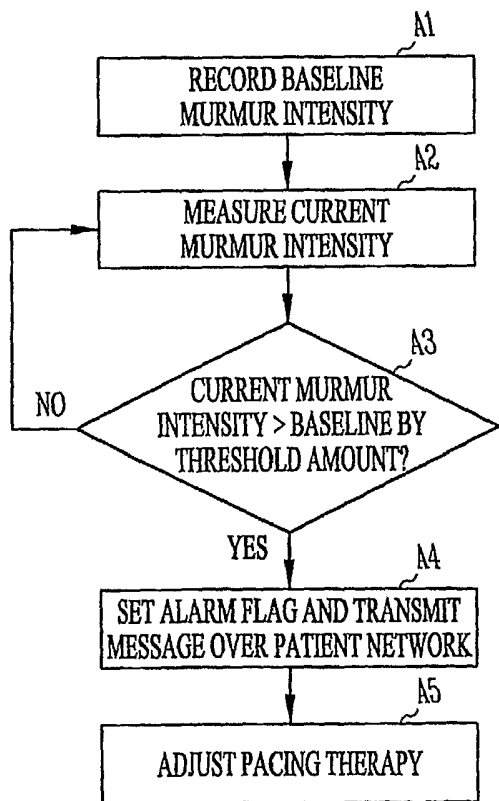 A1
RECORD BASELINE
MURMUR INTENSITY
A2
MEASURE CURRENT
MURMUR INTENSITY
A3
CURRENT MURMUR
INTENSITY > BASELINE BY
THRESHOLD AMOUNT?
NO
YES
A4
SET ALARM FLAG AND TRANSMIT
MESSAGE OVER PATIENT NETWORK
A5
ADJUST PACING THERAPY